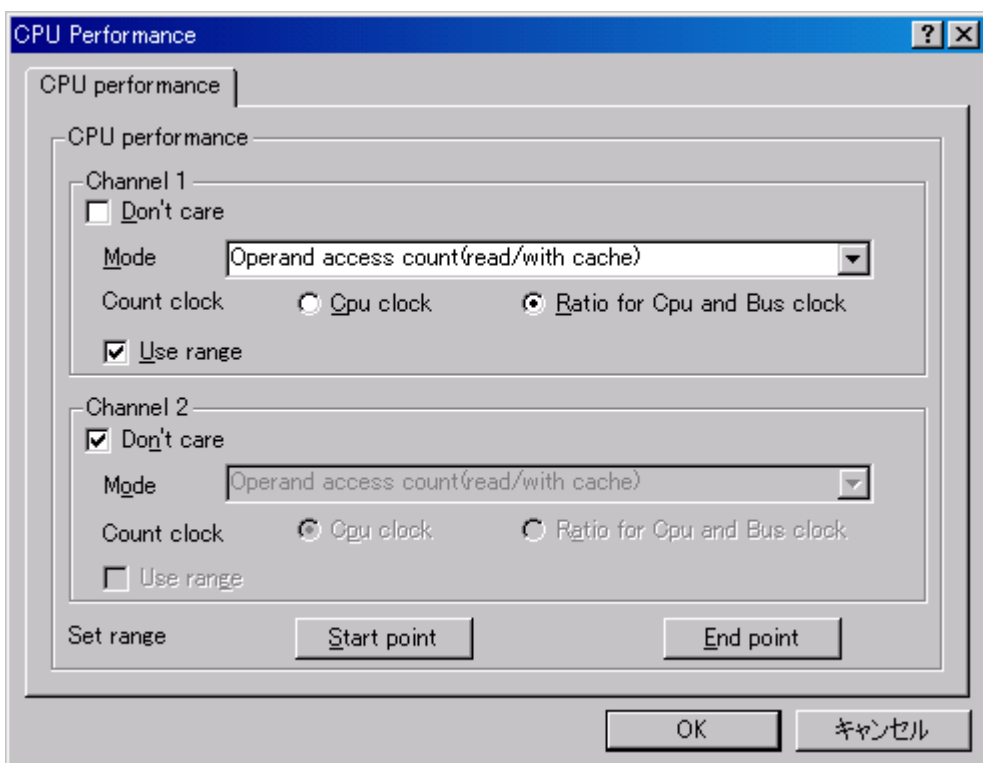 CPU Performance
CPU performance
CPU performance
Channel 1
Don't care
Mode Operand access count(read/with cache)
Count clock Cpu clock Ratio for Cpu and Bus clock
Use range
Channel 2
Don't care
Mode Operand access count(read/with cache)
Count clock Cpu clock Ratio for Cpu and Bus clock
Use range
Set range Start point End point
OK キャンセル